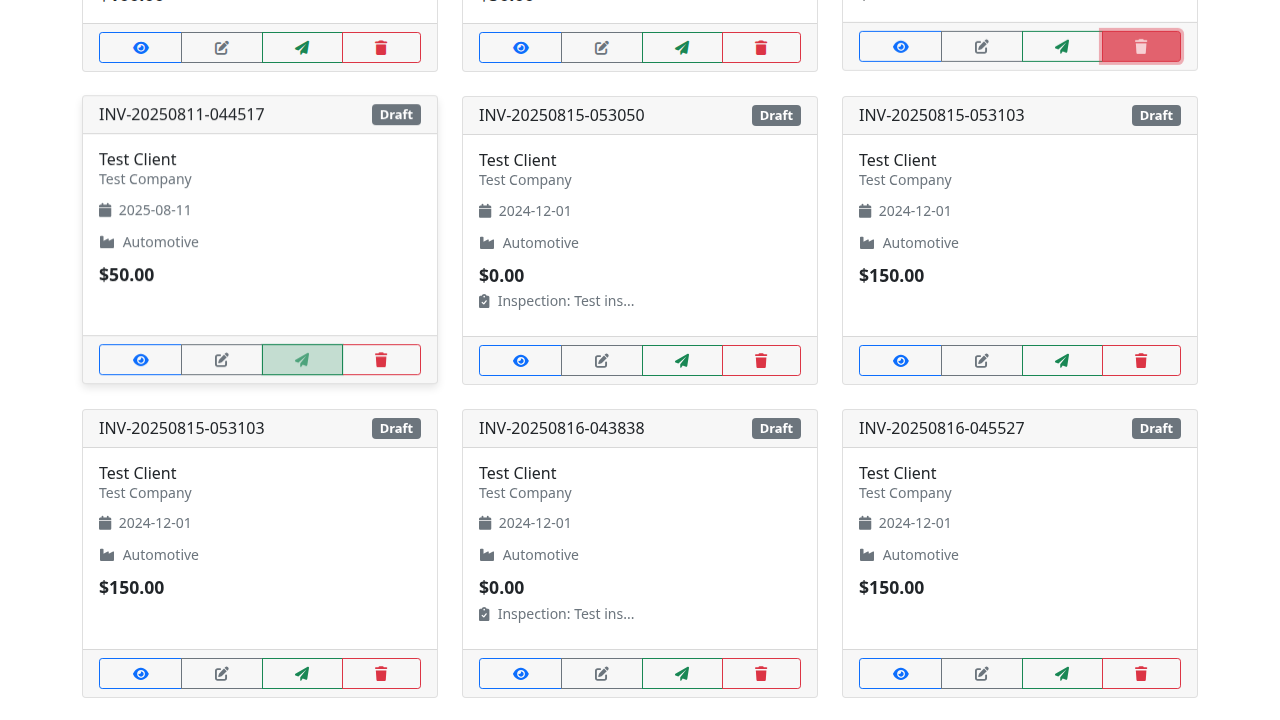 INV-20250811-044517 Draft
Test Client
Test Company
2025-08-11
Automotive
$50.00
INV-20250815-053050 Draft
Test Client
Test Company
2024-12-01
Automotive
$0.00
Inspection: Test ins...
INV-20250815-053103 Draft
Test Client
Test Company
2024-12-01
Automotive
$150.00
INV-20250815-053103 Draft
Test Client
Test Company
2024-12-01
Automotive
$150.00
INV-20250816-043838 Draft
Test Client
Test Company
2024-12-01
Automotive
$0.00
Inspection: Test ins...
INV-20250816-045527 Draft
Test Client
Test Company
2024-12-01
Automotive
$150.00